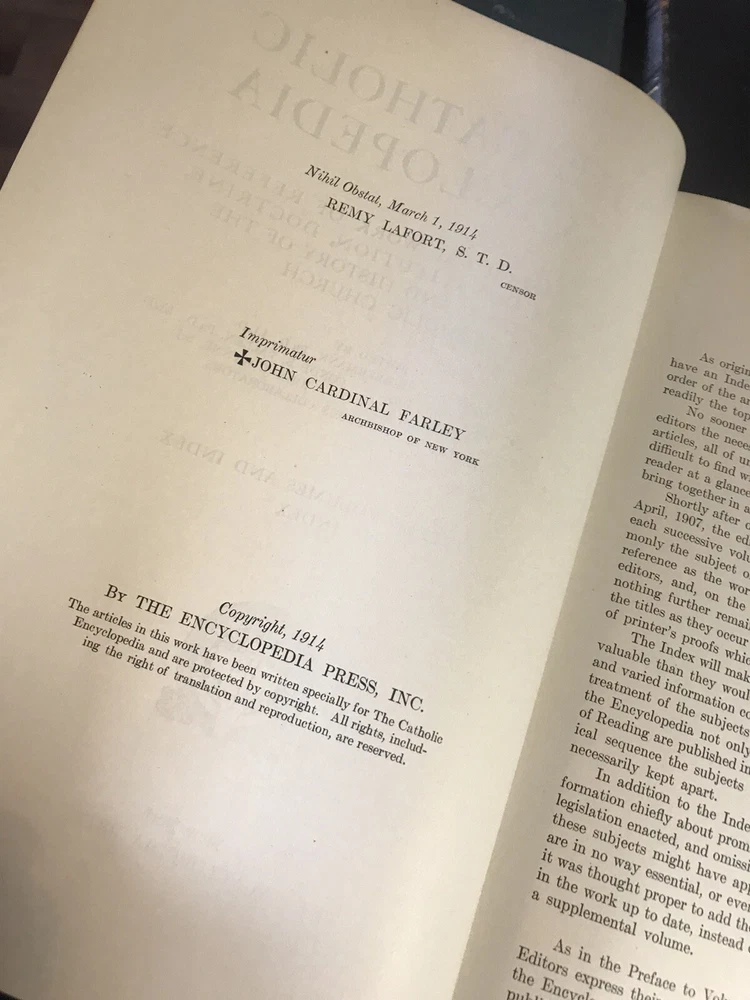 Nihil Obstat, March 1, 1914
REMY LAFORT, S. T. D.
CENSOR
Imprimatur
✠JOHN CARDINAL FARLEY
ARCHBISHOP OF NEW YORK
Copyright, 1914
By THE ENCYCLOPEDIA PRESS, INC.
The articles in this work have been written specially for The Catholic
Encyclopedia and are protected by copyright. All rights, includ-
ing the right of translation and reproduction, are reserved.
As origin
have an Inde
order of the ar
readily the top
No sooner
editors the nece
articles, all of un
difficult to find w
reader at a glance
bring together in a
Shortly after
April, 1907, the ed
each successive volu
monly the subject o
reference as the wor
editors, and, on the
nothing further remai
the titles as they occur
of printer's proofs whic
The Index will mak
valuable than they woul
and varied information co
treatment of the subjects
the Encyclopedia not only
of Reading are published in
ical sequence the subjects
necessarily kept apart.
In addition to the Inde
formation chiefly about prom
legislation enacted, and omissi
these subjects might have app
are in no way essential, or eve
it was thought proper to add th
in the work up to date, instead
a supplemental volume.
As in the Preface to Vol
Editors express thei
the Encyc
publi